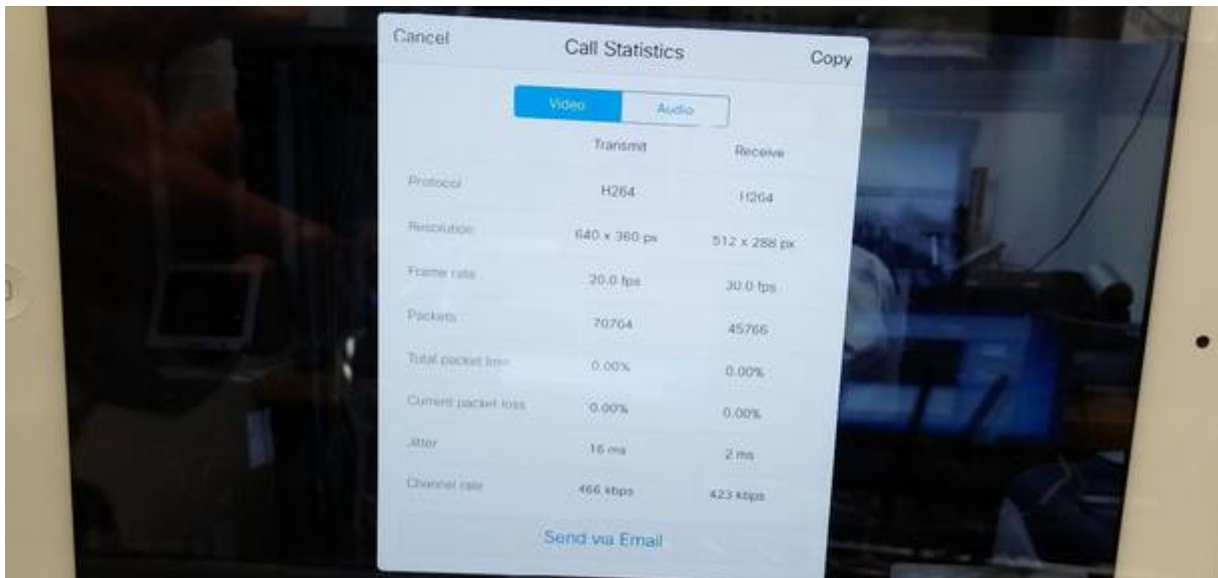 Cancel Call Statistics Copy
Video Audio
Transmit Receive
Protocol H264 H264
Resolution 640 x 360 px 512 x 288 px
Frame rate 20.0 fps 30.0 fps
Packets 70764 45766
Total packet loss 0.00% 0.00%
Current packet loss 0.00% 0.00%
Jitter 16 ms 2 ms
Channel rate 466 kbps 423 kbps
Send via Email